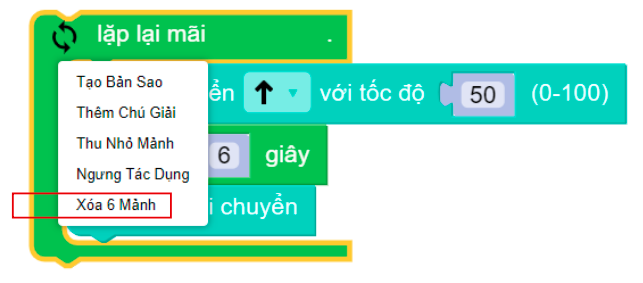 lặp lại mãi .
Tạo Bản Sao
ển ↑ ▼ với tốc độ 50 (0-100)
Thêm Chú Giải
Thu Nhỏ Mảnh
6 giây
Ngưng Tác Dụng
Xóa 6 Mảnh
i chuyển